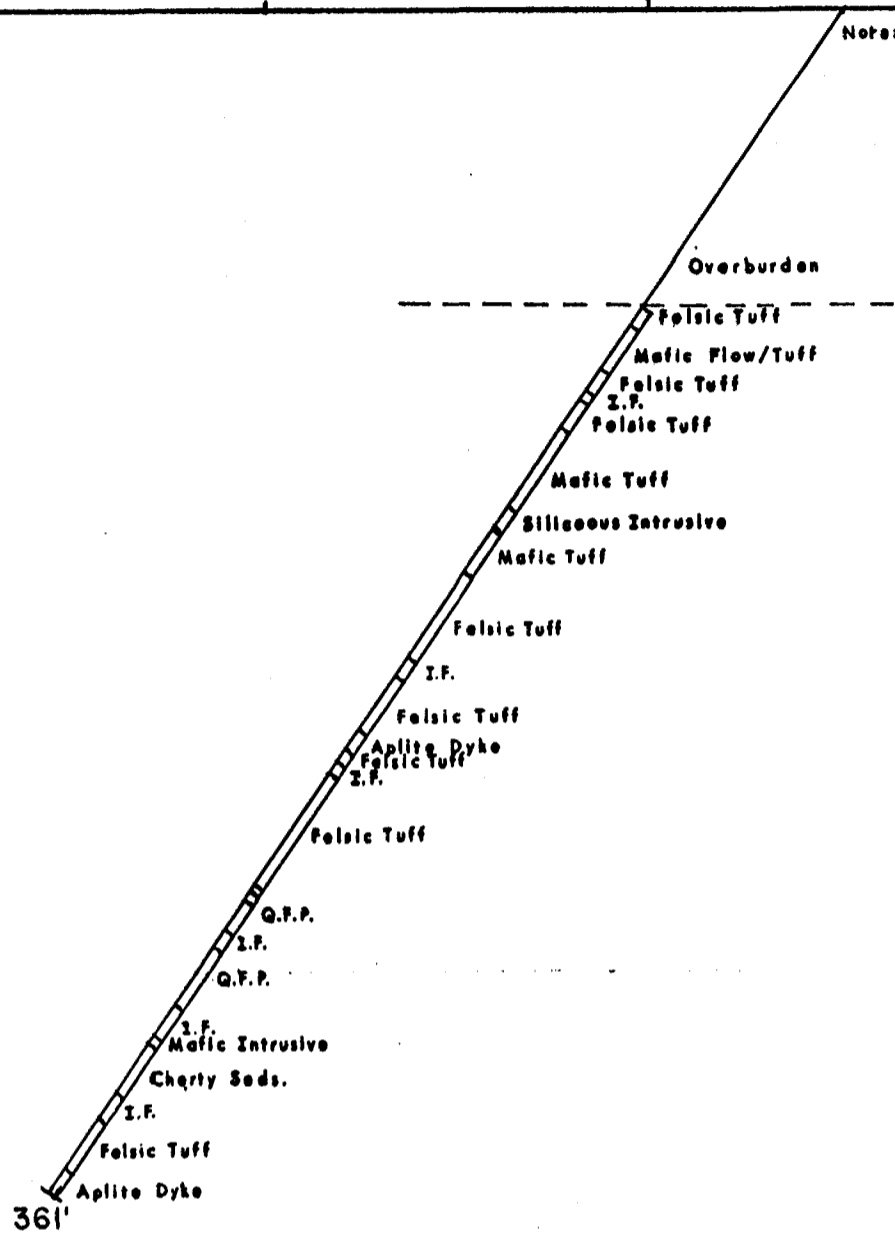 Note:
Overburden
Felsic Tuff
Mafic Flow/Tuff
Felsic Tuff
I.F.
Felsic Tuff
Mafic Tuff
Siliceous Intrusive
Mafic Tuff
Felsic Tuff
I.F.
Felsic Tuff
Aplite Dyke
Felsic Tuff
I.F.
Felsic Tuff
Q.F.P.
I.F.
Q.F.P.
I.F.
Mafic Intrusive
Cherty Seds.
I.F.
Felsic Tuff
Aplite Dyke
361'